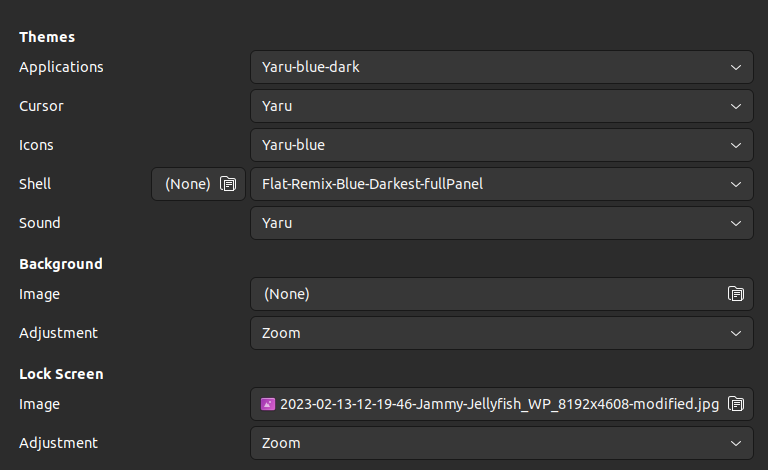 Themes
Applications Yaru-blue-dark
Cursor Yaru
Icons Yaru-blue
Shell (None) Flat-Remix-Blue-Darkest-fullPanel
Sound Yaru
Background
Image (None)
Adjustment Zoom
Lock Screen
Image 2023-02-13-12-19-46-Jammy-Jellyfish_WP_8192x4608-modified.jpg
Adjustment Zoom